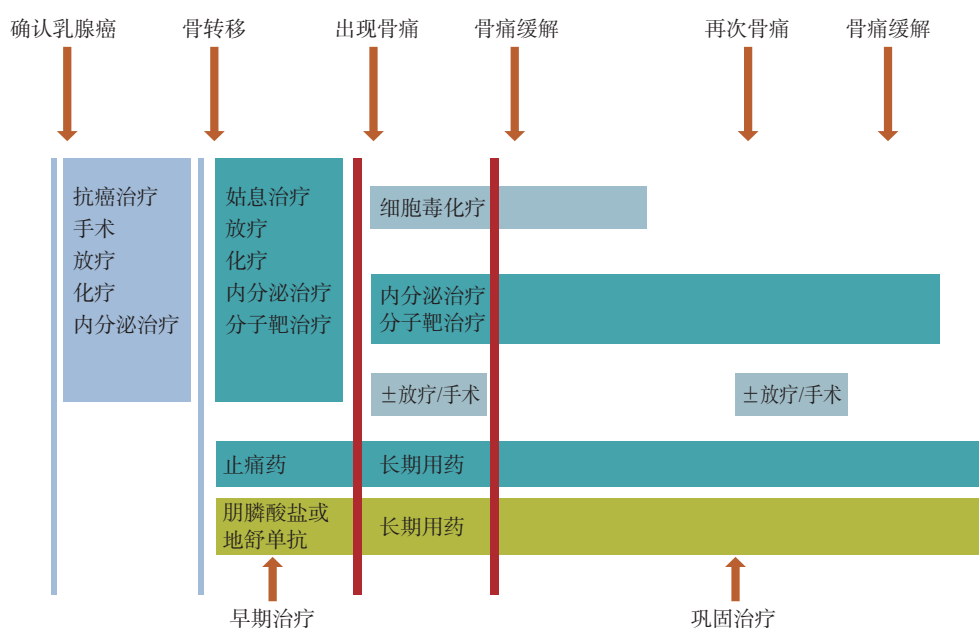 确认乳腺癌
骨转移
出现骨痛
骨痛缓解
再次骨痛
骨痛缓解
抗癌治疗
手术
放疗
化疗
内分泌治疗
姑息治疗
放疗
化疗
内分泌治疗
分子靶治疗
细胞毒化疗
内分泌治疗
分子靶治疗
±放疗/手术
±放疗/手术
止痛药
长期用药
朋膦酸盐或
地舒单抗
长期用药
早期治疗
巩固治疗